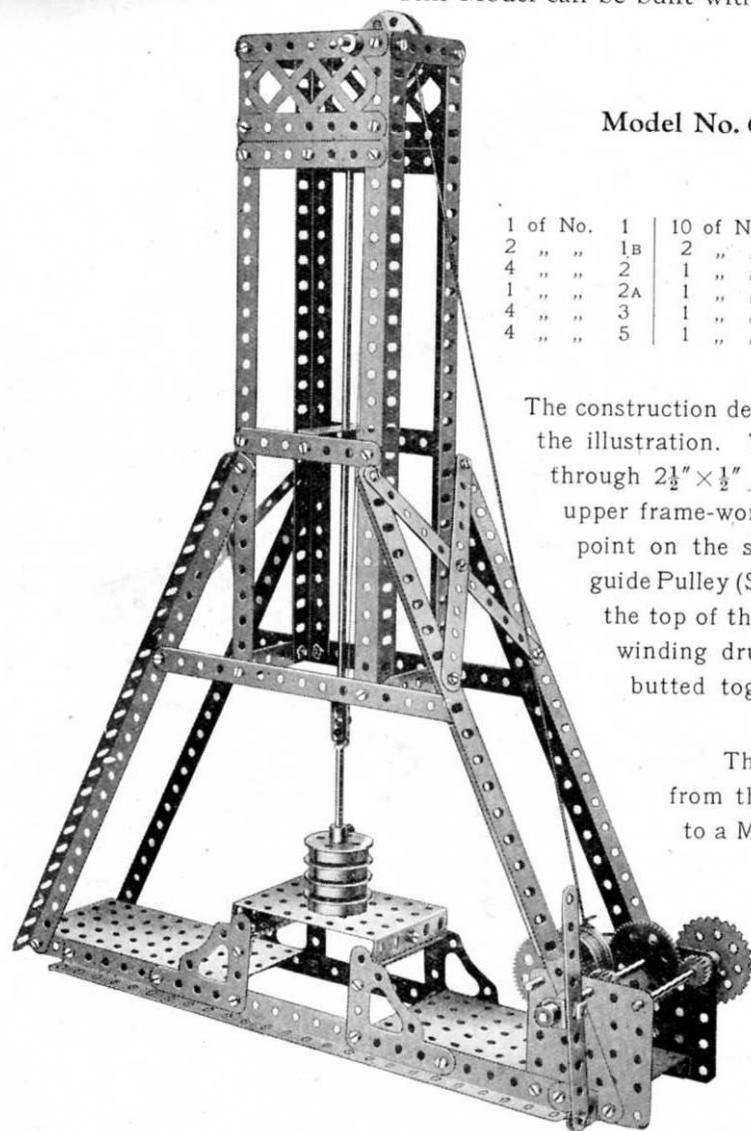 Model can be built with
Model No.
1 of No. 1 | 10 of
2 „ „ 1B | 2 „
4 „ „ 2 | 1 „
1 „ „ 2A | 1 „
4 „ „ 3 | 1 „
4 „ „ 5 | 1 „
The construction de
the illustration.
through 2½″ × ½″
upper frame-wor
point on the s
guide Pulley (S
the top of th
winding dru
butted tog
Th
from th
to a M